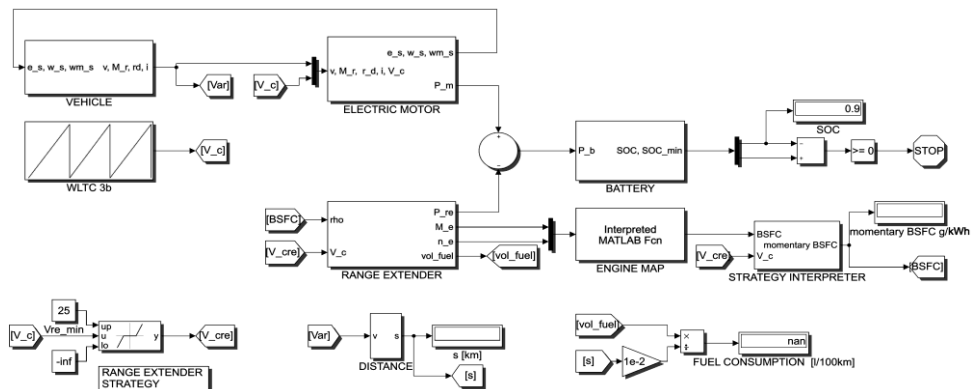 e_s, w_s, wm_s v, M_r, rd, i
VEHICLE
[Var]
[V_c]
e_s, w_s, wm_s
v, M_r, r_d, i, V_c
P_m
ELECTRIC MOTOR
WLTC 3b
[V_c]
+
−
P_b SOC, SOC_min
BATTERY
0.9
SOC
−
+
>= 0
STOP
[BSFC]
[V_cre]
rho
V_c
P_re
M_e
n_e
vol_fuel
RANGE EXTENDER
[vol_fuel]
Interpreted
MATLAB Fcn
ENGINE MAP
[V_cre]
BSFC
momentary BSFC
V_c
STRATEGY INTERPRETER
momentary BSFC g/kWh
[BSFC]
25
[V_c]
Vre_min
-inf
up
u
lo
y
[V_cre]
RANGE EXTENDER
STRATEGY
[Var]
v s
DISTANCE
s [km]
[s]
[vol_fuel]
[s]
1e-2
×
÷
nan
FUEL CONSUMPTION [l/100km]